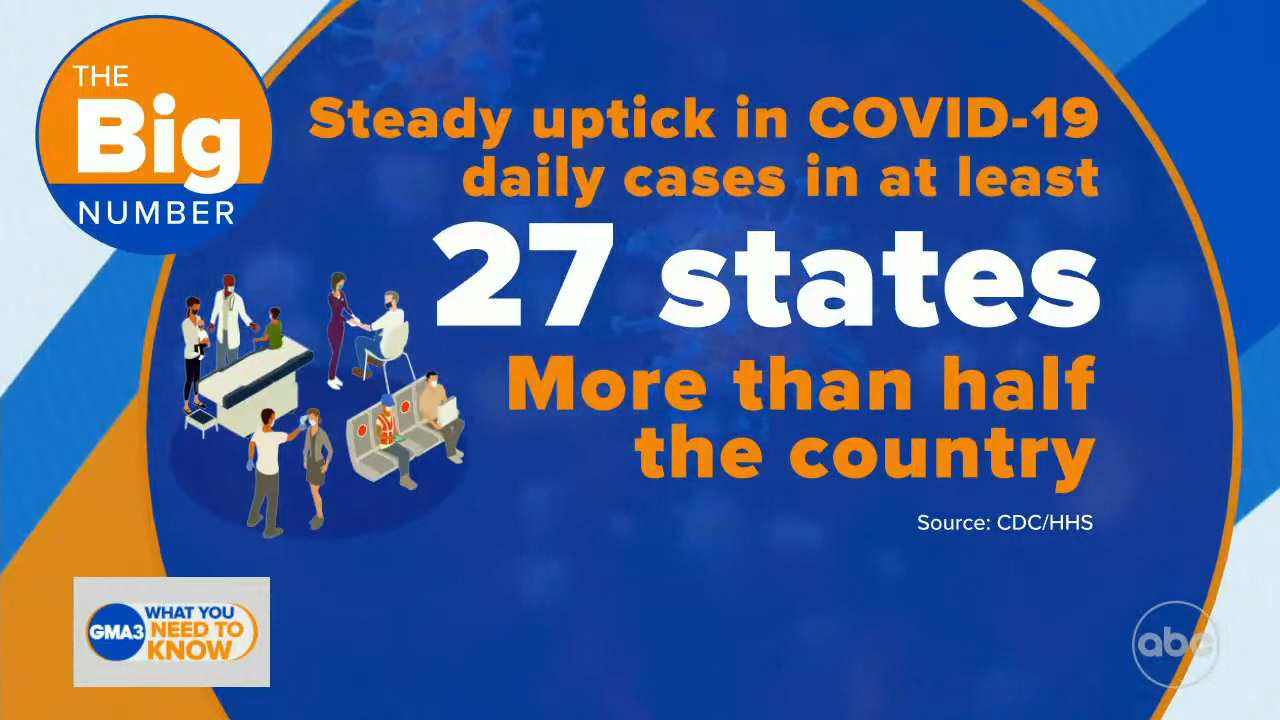 THE
Big
NUMBER
Steady uptick in COVID-19
daily cases in at least
27 states
More than half
the country
Source: CDC/HHS
GMA3
WHAT YOU
NEED TO
KNOW
abc